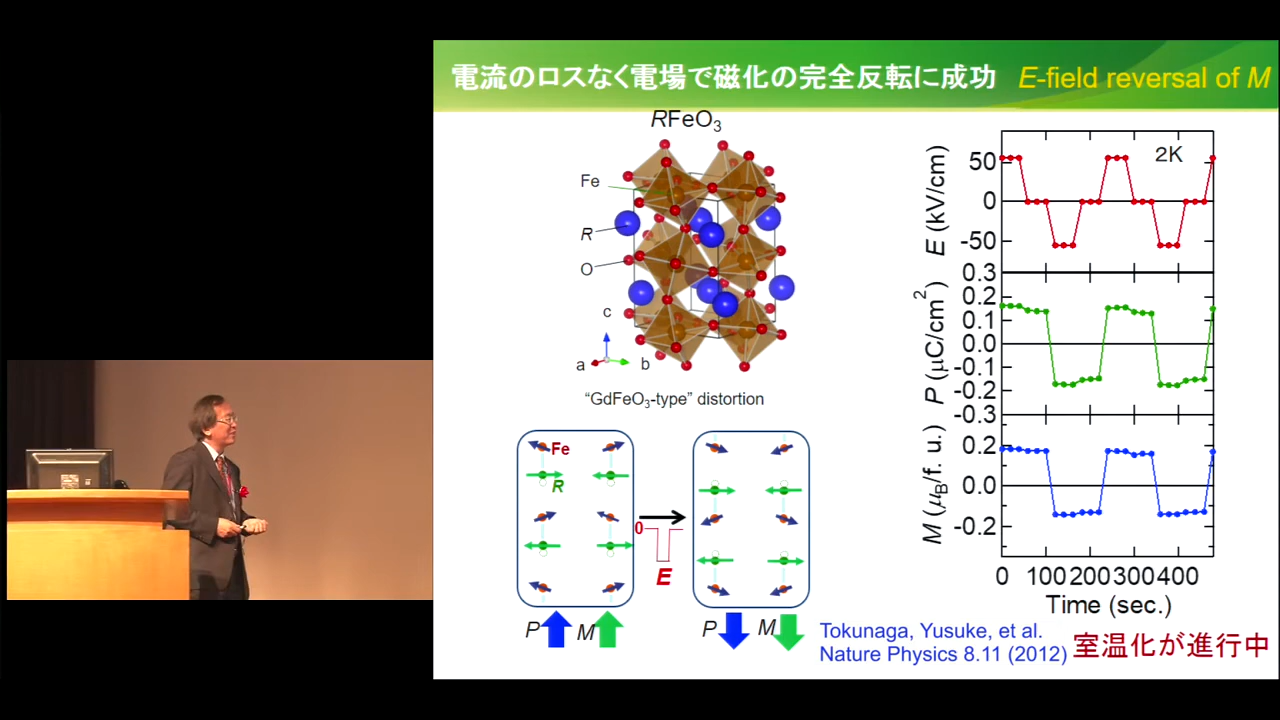 電流のロスなく電場で磁化の完全反転に成功 E-field reversal of M
RFeO3
Fe
R
O
c
a
b
“GdFeO3-type” distortion
Fe
R
0
E
P M
P M
2K
E (kV/cm)
50
0
-50
P (μC/cm2)
0.3
0.2
0.1
0.0
-0.1
-0.2
-0.3
M (μB/f. u.)
0.2
0.0
-0.2
0 100 200 300 400
Time (sec.)
Tokunaga, Yusuke, et al.
Nature Physics 8.11 (2012)
室温化が進行中